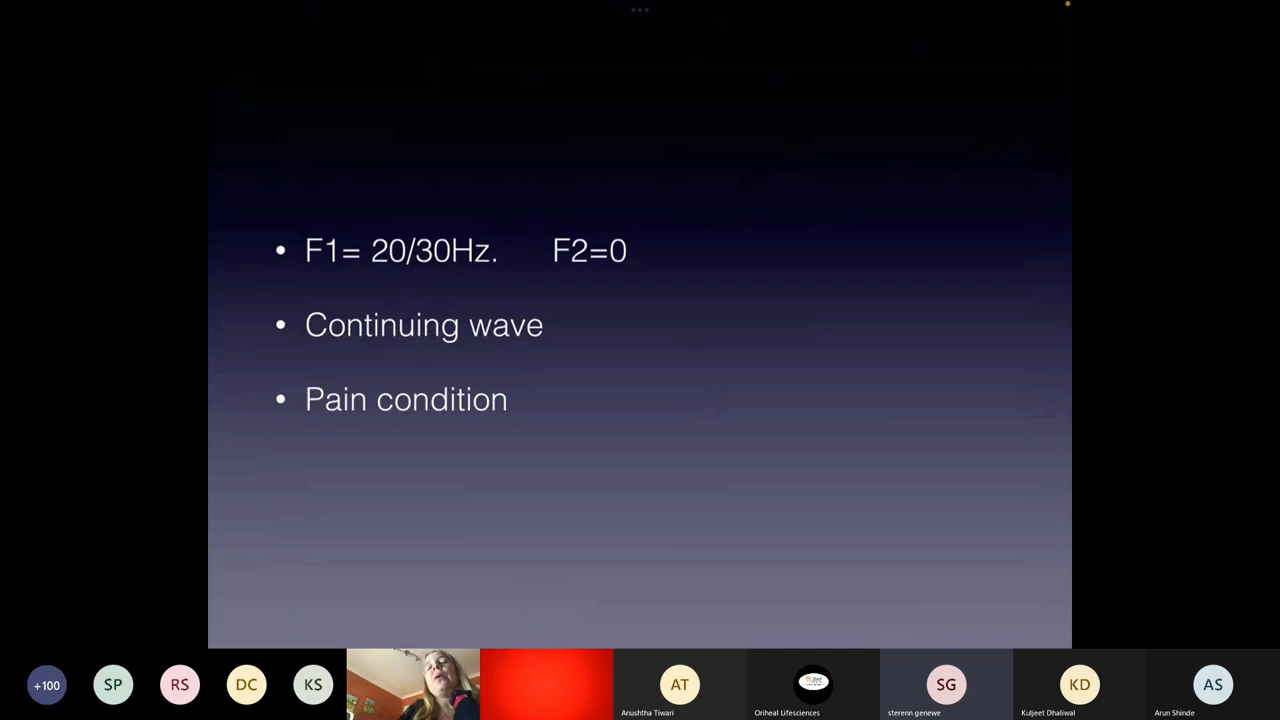 • F1= 20/30Hz. F2=0
• Continuing wave
• Pain condition
+100
SP
RS
DC
KS
AT
SG
KD
AS
Anushtha Tiwari
Oriheal Lifesciences
sterenn genewe
Kuljeet Dhaliwal
Arun Shinde